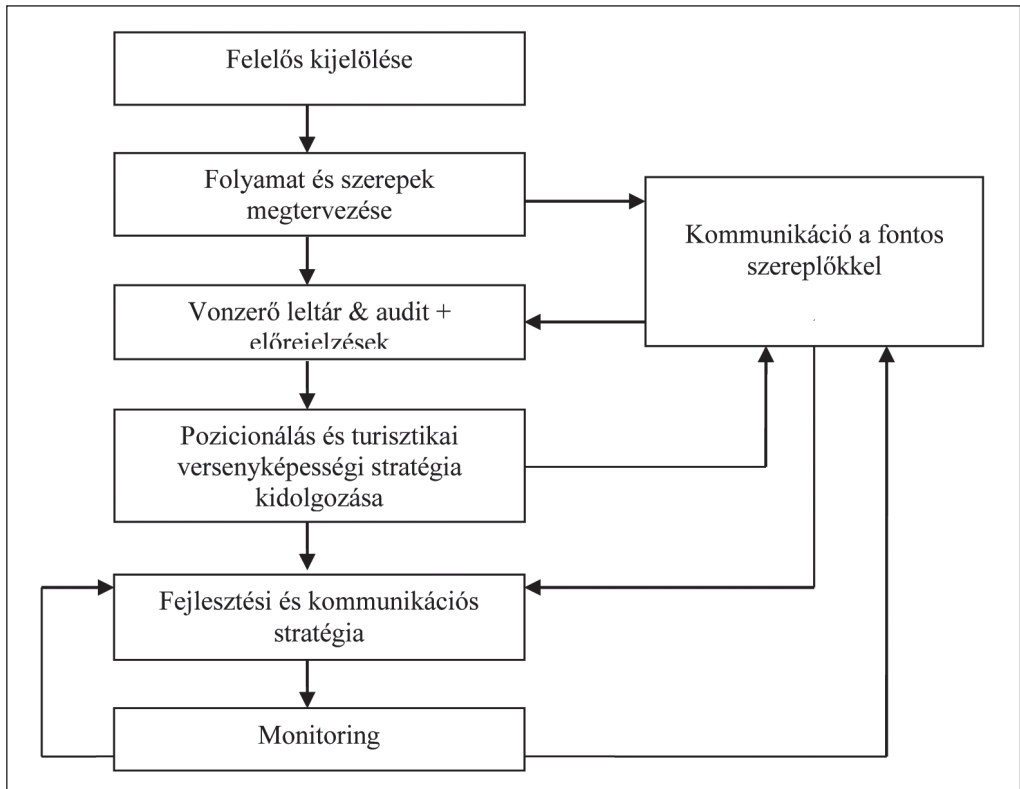 Felelős kijelölése
Folyamat és szerepek
megtervezése
Kommunikáció a fontos
szereplőkkel
Vonzerő leltár & audit +
előrejelzések
Pozicionálás és turisztikai
versenyképességi stratégia
kidolgozása
Fejlesztési és kommunikációs
stratégia
Monitoring